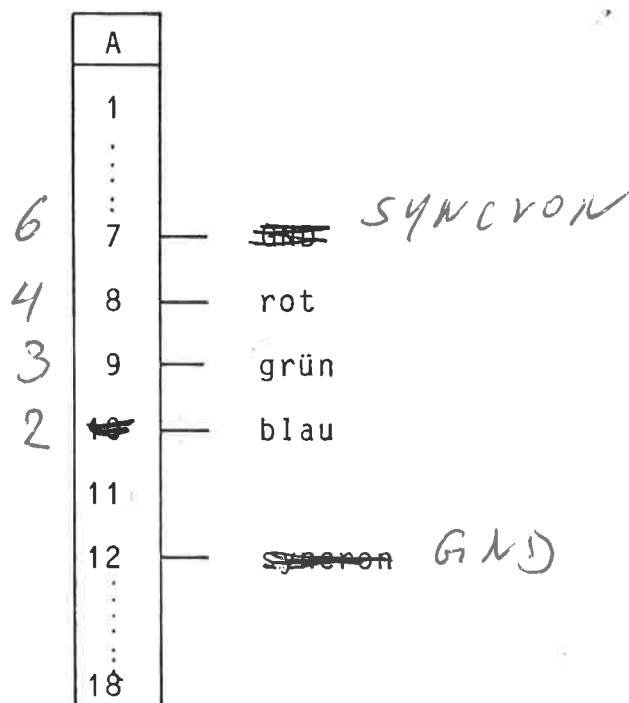 A
1
6 7 GND SYNCRON
4 8 rot
3 9 grün
2 10 blau
11
12 syncron GND
18